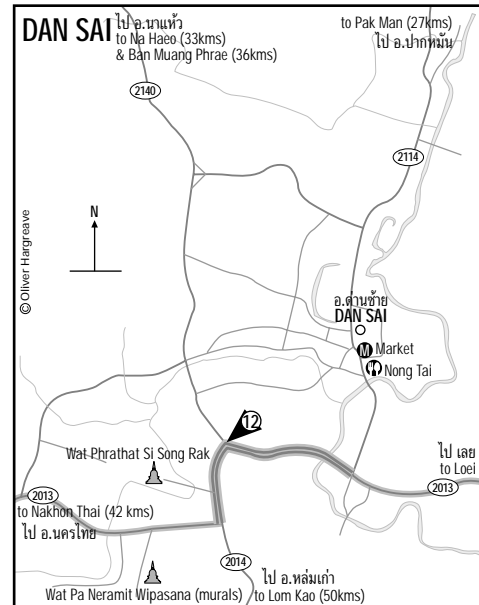 DAN SAI
ไป อ.นาแห้ว
to Na Haeo (33kms)
& Ban Muang Phrae (36kms)
to Pak Man (27kms)
ไป อ.ปากหมัน
2140
2114
N
© Oliver Hargreave
อ.ด่านซ้าย
DAN SAI
M Market
Nong Tai
12
Wat Phrathat Si Song Rak
ไป เลย
to Loei
2013
2013
to Nakhon Thai (42 kms)
ไป อ.นครไทย
2014
ไป อ.หล่มเก่า
to Lom Kao (50kms)
Wat Pa Neramit Wipasana (murals)